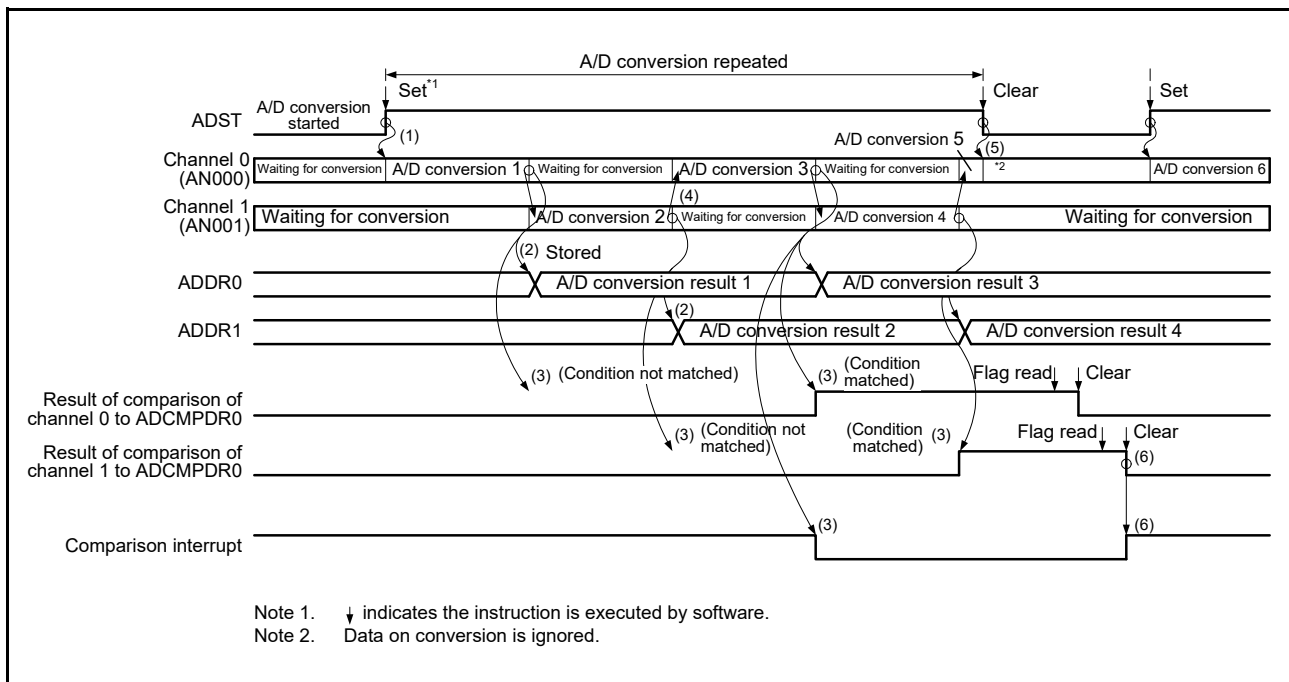 A/D conversion repeated
Set*1
Clear
Set
A/D conversion
started
ADST
(1)
A/D conversion 5
(5)
Channel 0
(AN000)
Waiting for conversion
A/D conversion 1
Waiting for conversion
A/D conversion 3
Waiting for conversion
*2
A/D conversion 6
(4)
Channel 1
(AN001)
Waiting for conversion
A/D conversion 2
Waiting for conversion
A/D conversion 4
Waiting for conversion
(2) Stored
ADDR0
A/D conversion result 1
A/D conversion result 3
(2)
ADDR1
A/D conversion result 2
A/D conversion result 4
(3) (Condition not matched)
(3) (Condition
matched)
Flag read
Clear
Result of comparison of
channel 0 to ADCMPDR0
(3) (Condition not
matched)
(Condition
matched) (3)
Flag read
Clear
Result of comparison of
channel 1 to ADCMPDR0
(6)
(3)
(6)
Comparison interrupt
Note 1. ↓ indicates the instruction is executed by software.
Note 2. Data on conversion is ignored.